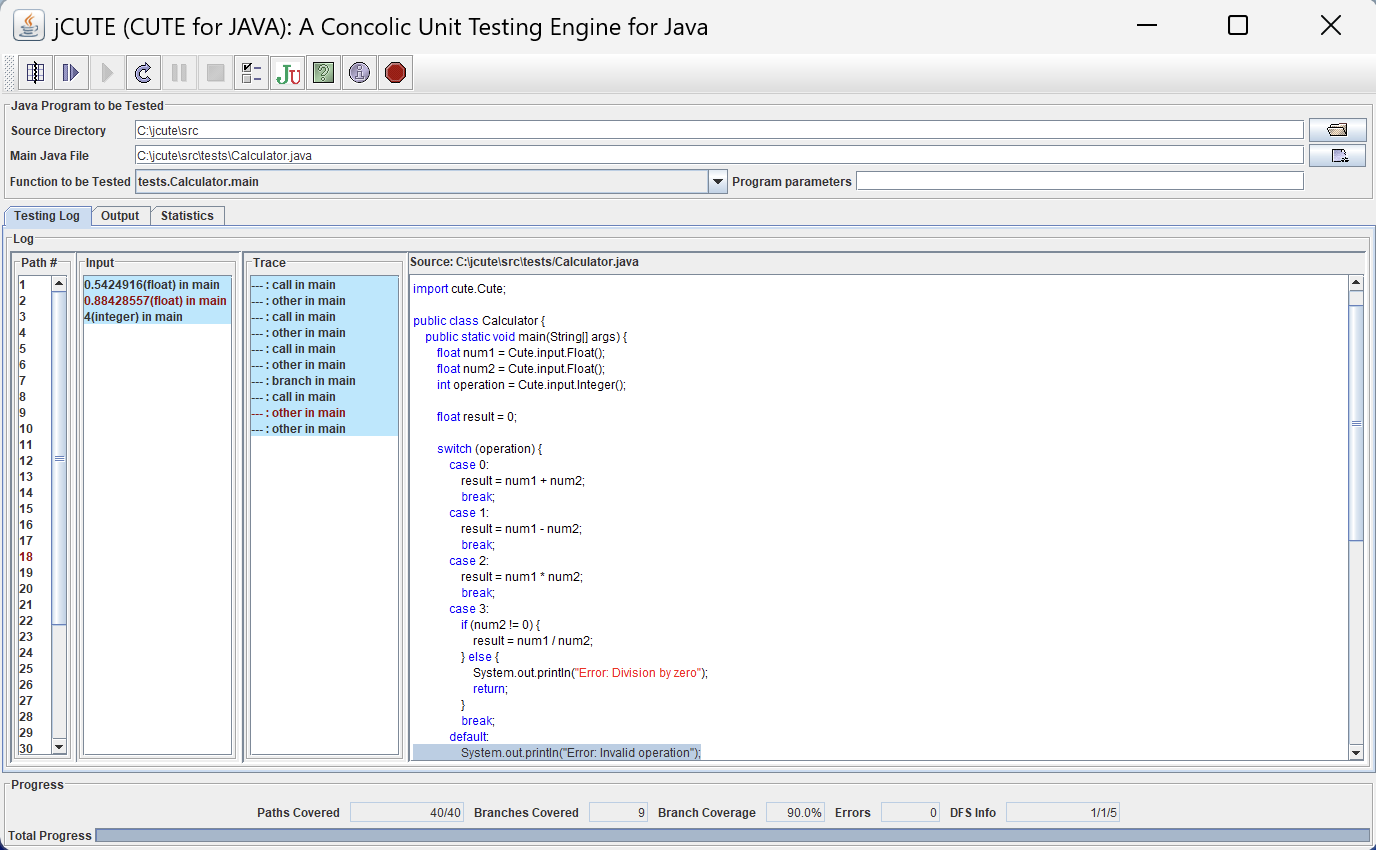 jCUTE (CUTE for JAVA): A Concolic Unit Testing Engine for Java
JU
?
i
Java Program to be Tested
Source Directory C:\jcute\src
Main Java File C:\jcute\src\tests\Calculator.java
Function to be Tested tests.Calculator.main Program parameters
Testing Log Output Statistics
Log
Path #
1
2
3
4
5
6
7
8
9
10
11
12
13
14
15
16
17
18
19
20
21
22
23
24
25
26
27
28
29
30
Input
0.5424916(float) in main
0.88428557(float) in main
4(integer) in main
Trace
--- : call in main
--- : other in main
--- : call in main
--- : other in main
--- : call in main
--- : other in main
--- : branch in main
--- : call in main
--- : other in main
--- : other in main
Source: C:\jcute\src\tests/Calculator.java
import cute.Cute;
public class Calculator {
public static void main(String[] args) {
float num1 = Cute.input.Float();
float num2 = Cute.input.Float();
int operation = Cute.input.Integer();
float result = 0;
switch (operation) {
case 0:
result = num1 + num2;
break;
case 1:
result = num1 - num2;
break;
case 2:
result = num1 * num2;
break;
case 3:
if (num2 != 0) {
result = num1 / num2;
} else {
System.out.println("Error: Division by zero");
return;
}
break;
default:
System.out.println("Error: Invalid operation");
Progress
Paths Covered 40/40 Branches Covered 9 Branch Coverage 90.0% Errors 0 DFS Info 1/1/5
Total Progress